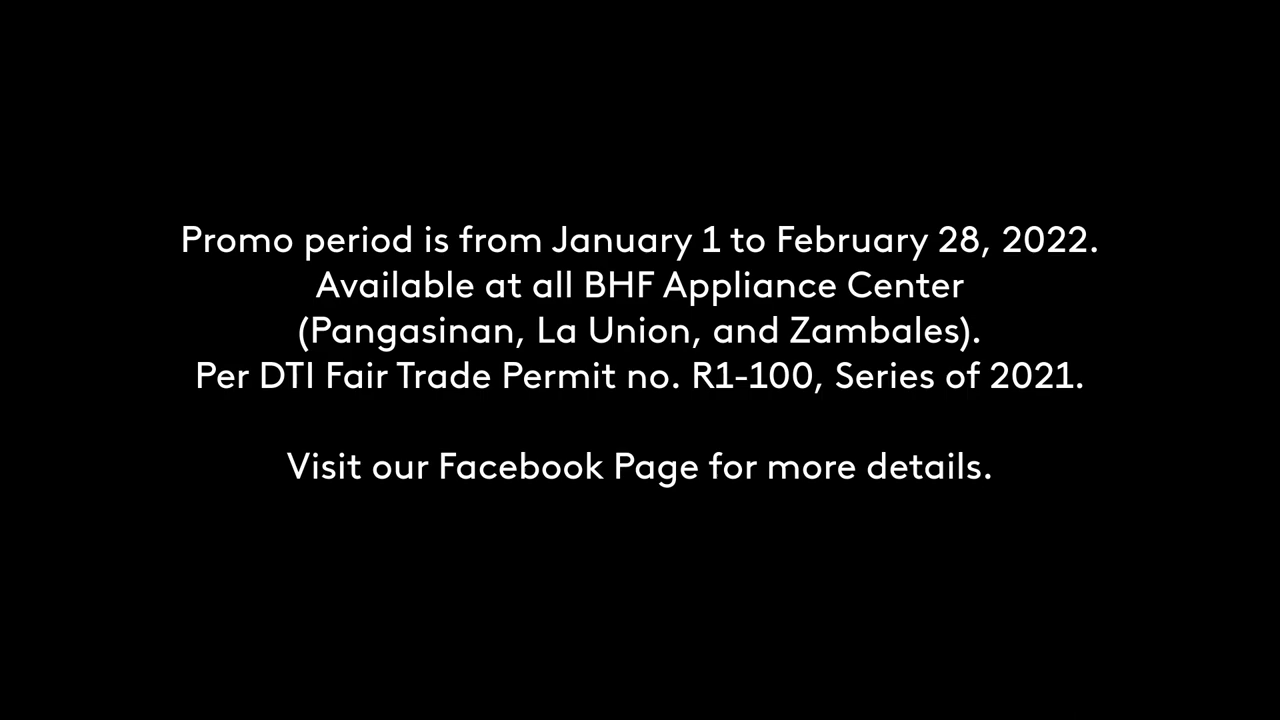 Promo period is from January 1 to February 28, 2022.
Available at all BHF Appliance Center
(Pangasinan, La Union, and Zambales).
Per DTI Fair Trade Permit no. R1-100, Series of 2021.
Visit our Facebook Page for more details.